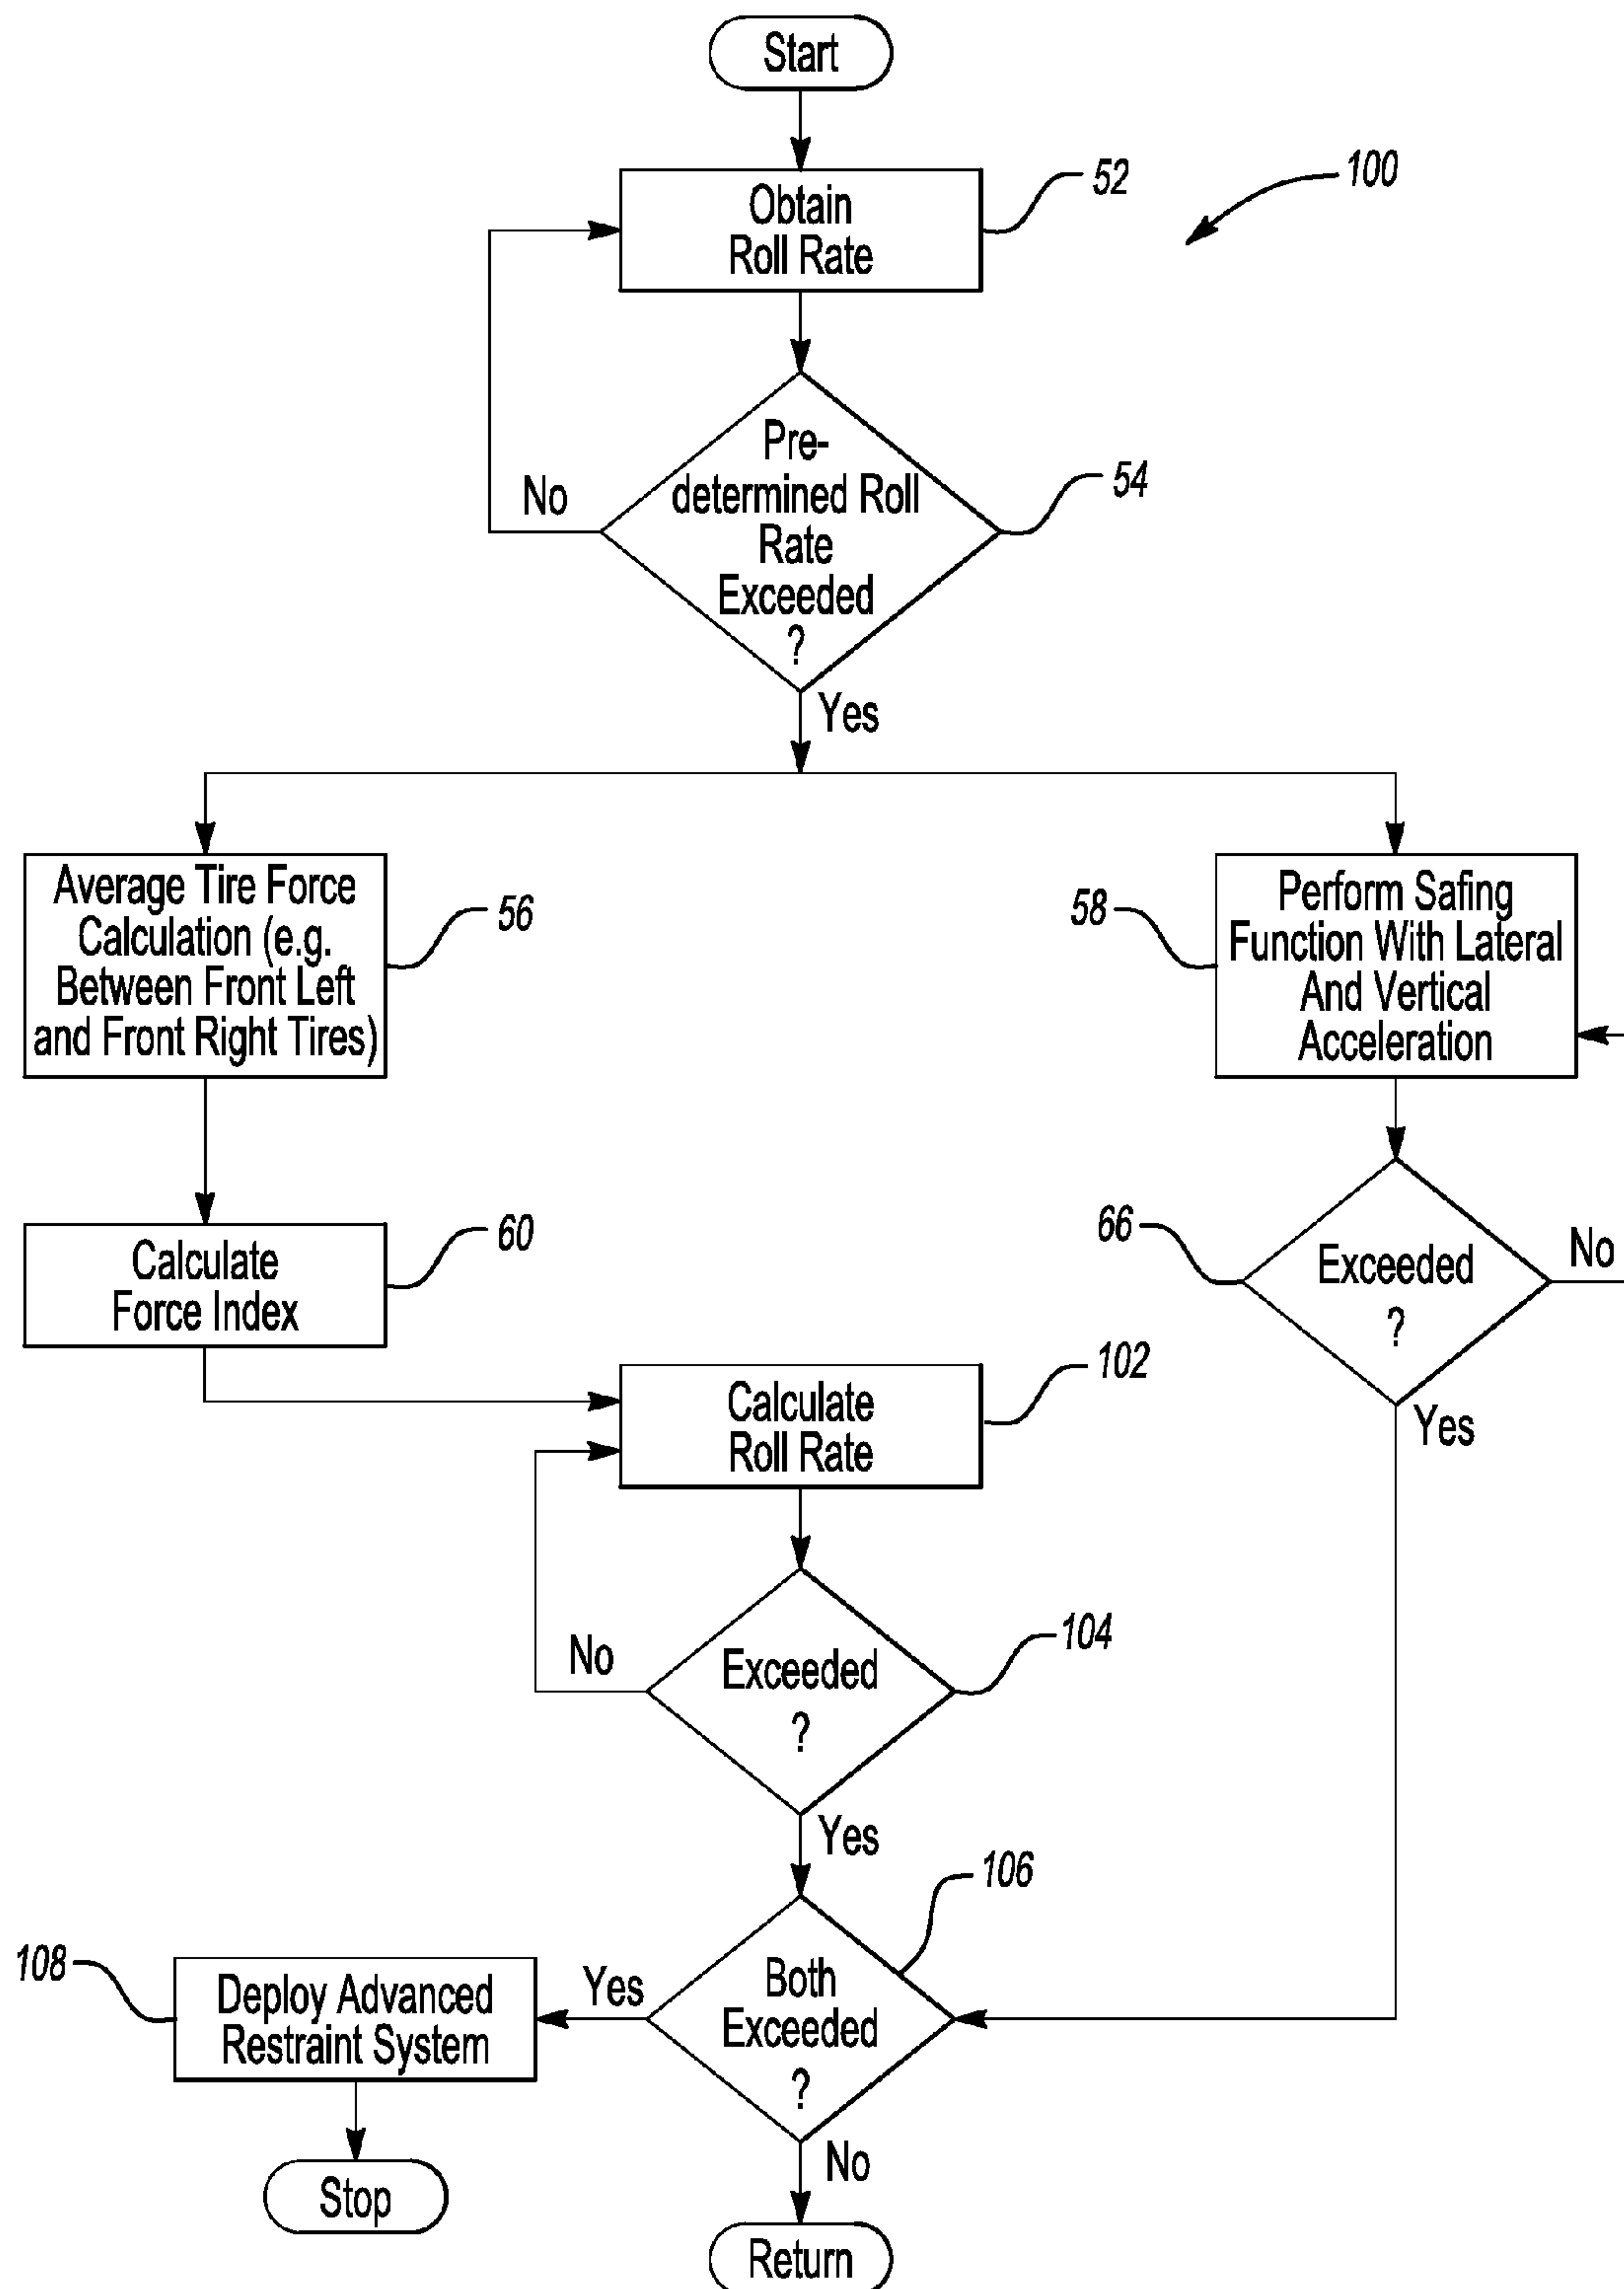 Start
100
52
Obtain
Roll Rate
Pre-
determined Roll
Rate
Exceeded
?
54
No
Yes
Average Tire Force
Calculation (e.g.
Between Front Left
and Front Right Tires)
56
58
Perform Safing
Function With Lateral
And Vertical
Acceleration
Calculate
Force Index
60
66
Exceeded
?
No
Yes
Calculate
Roll Rate
102
Exceeded
?
104
No
Yes
106
108
Deploy Advanced
Restraint System
Yes
Both
Exceeded
?
No
Stop
Return